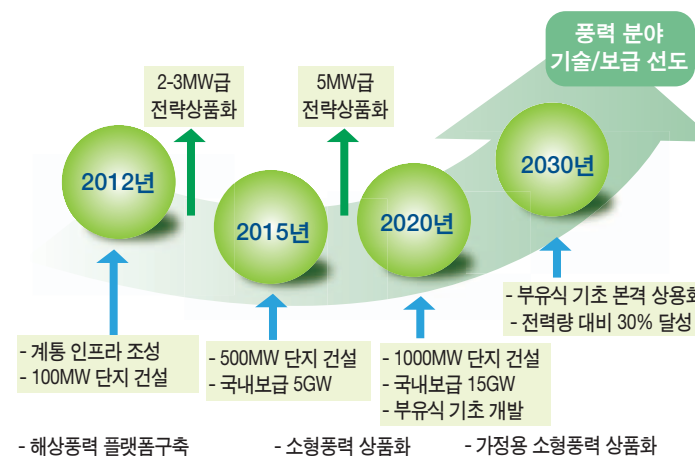 풍력 분야
기술/보급 선도
2-3MW급
전략상품화
5MW급
전략상품화
2012년
2015년
2020년
2030년
- 계통 인프라 조성
- 100MW 단지 건설
- 500MW 단지 건설
- 국내보급 5GW
- 1000MW 단지 건설
- 국내보급 15GW
- 부유식 기초 개발
- 부유식 기초 본격 상용화
- 전력량 대비 30% 달성
- 해상풍력 플랫폼구축
- 소형풍력 상품화
- 가정용 소형풍력 상품화